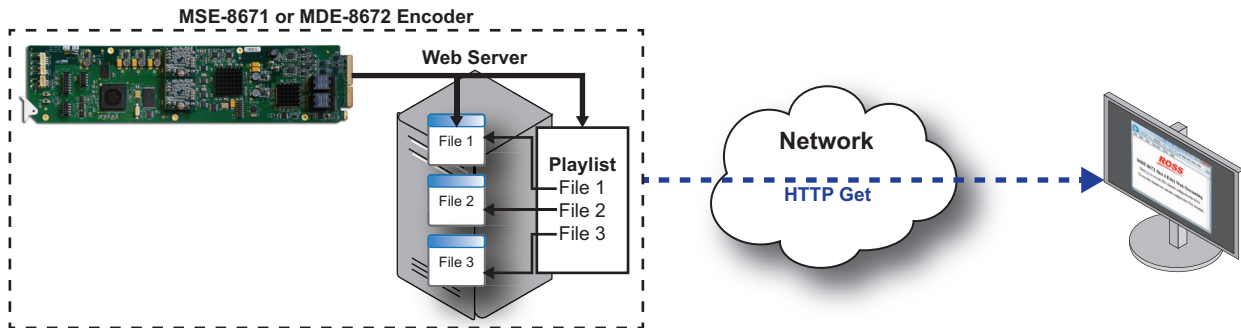 MSE-8671 or MDE-8672 Encoder
Web Server
File 1
File 2
File 3
Playlist
File 1
File 2
File 3
Network
HTTP Get
ROSS